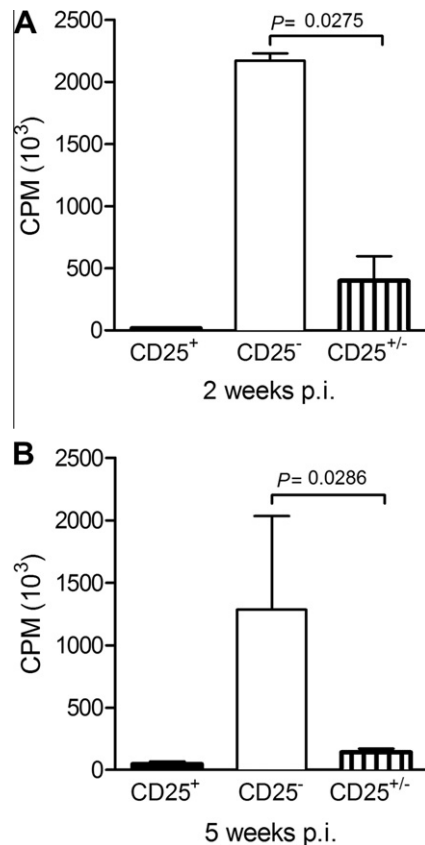 A
P= 0.0275
2500
2000
1500
1000
500
0
CPM (10³)
CD25⁺ CD25⁻ CD25⁺/⁻
2 weeks p.i.
B
P= 0.0286
2500
2000
1500
1000
500
0
CPM (10³)
CD25⁺ CD25⁻ CD25⁺/⁻
5 weeks p.i.